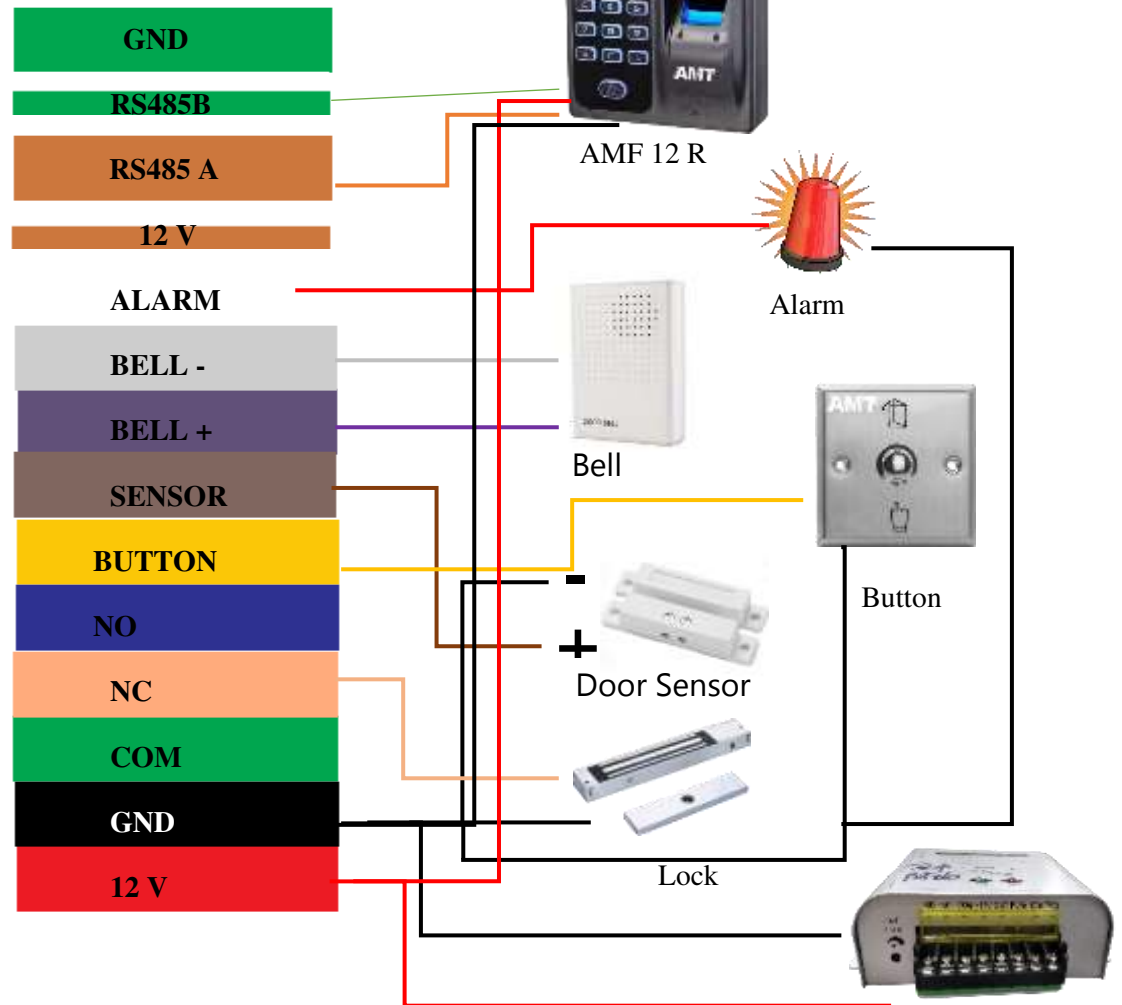 GND
RS485B
RS485 A
12 V
ALARM
BELL -
BELL +
SENSOR
BUTTON
NO
NC
COM
GND
12 V
AMT
AMF 12 R
Alarm
Bell
AMT
Button
-
+
Door Sensor
Lock